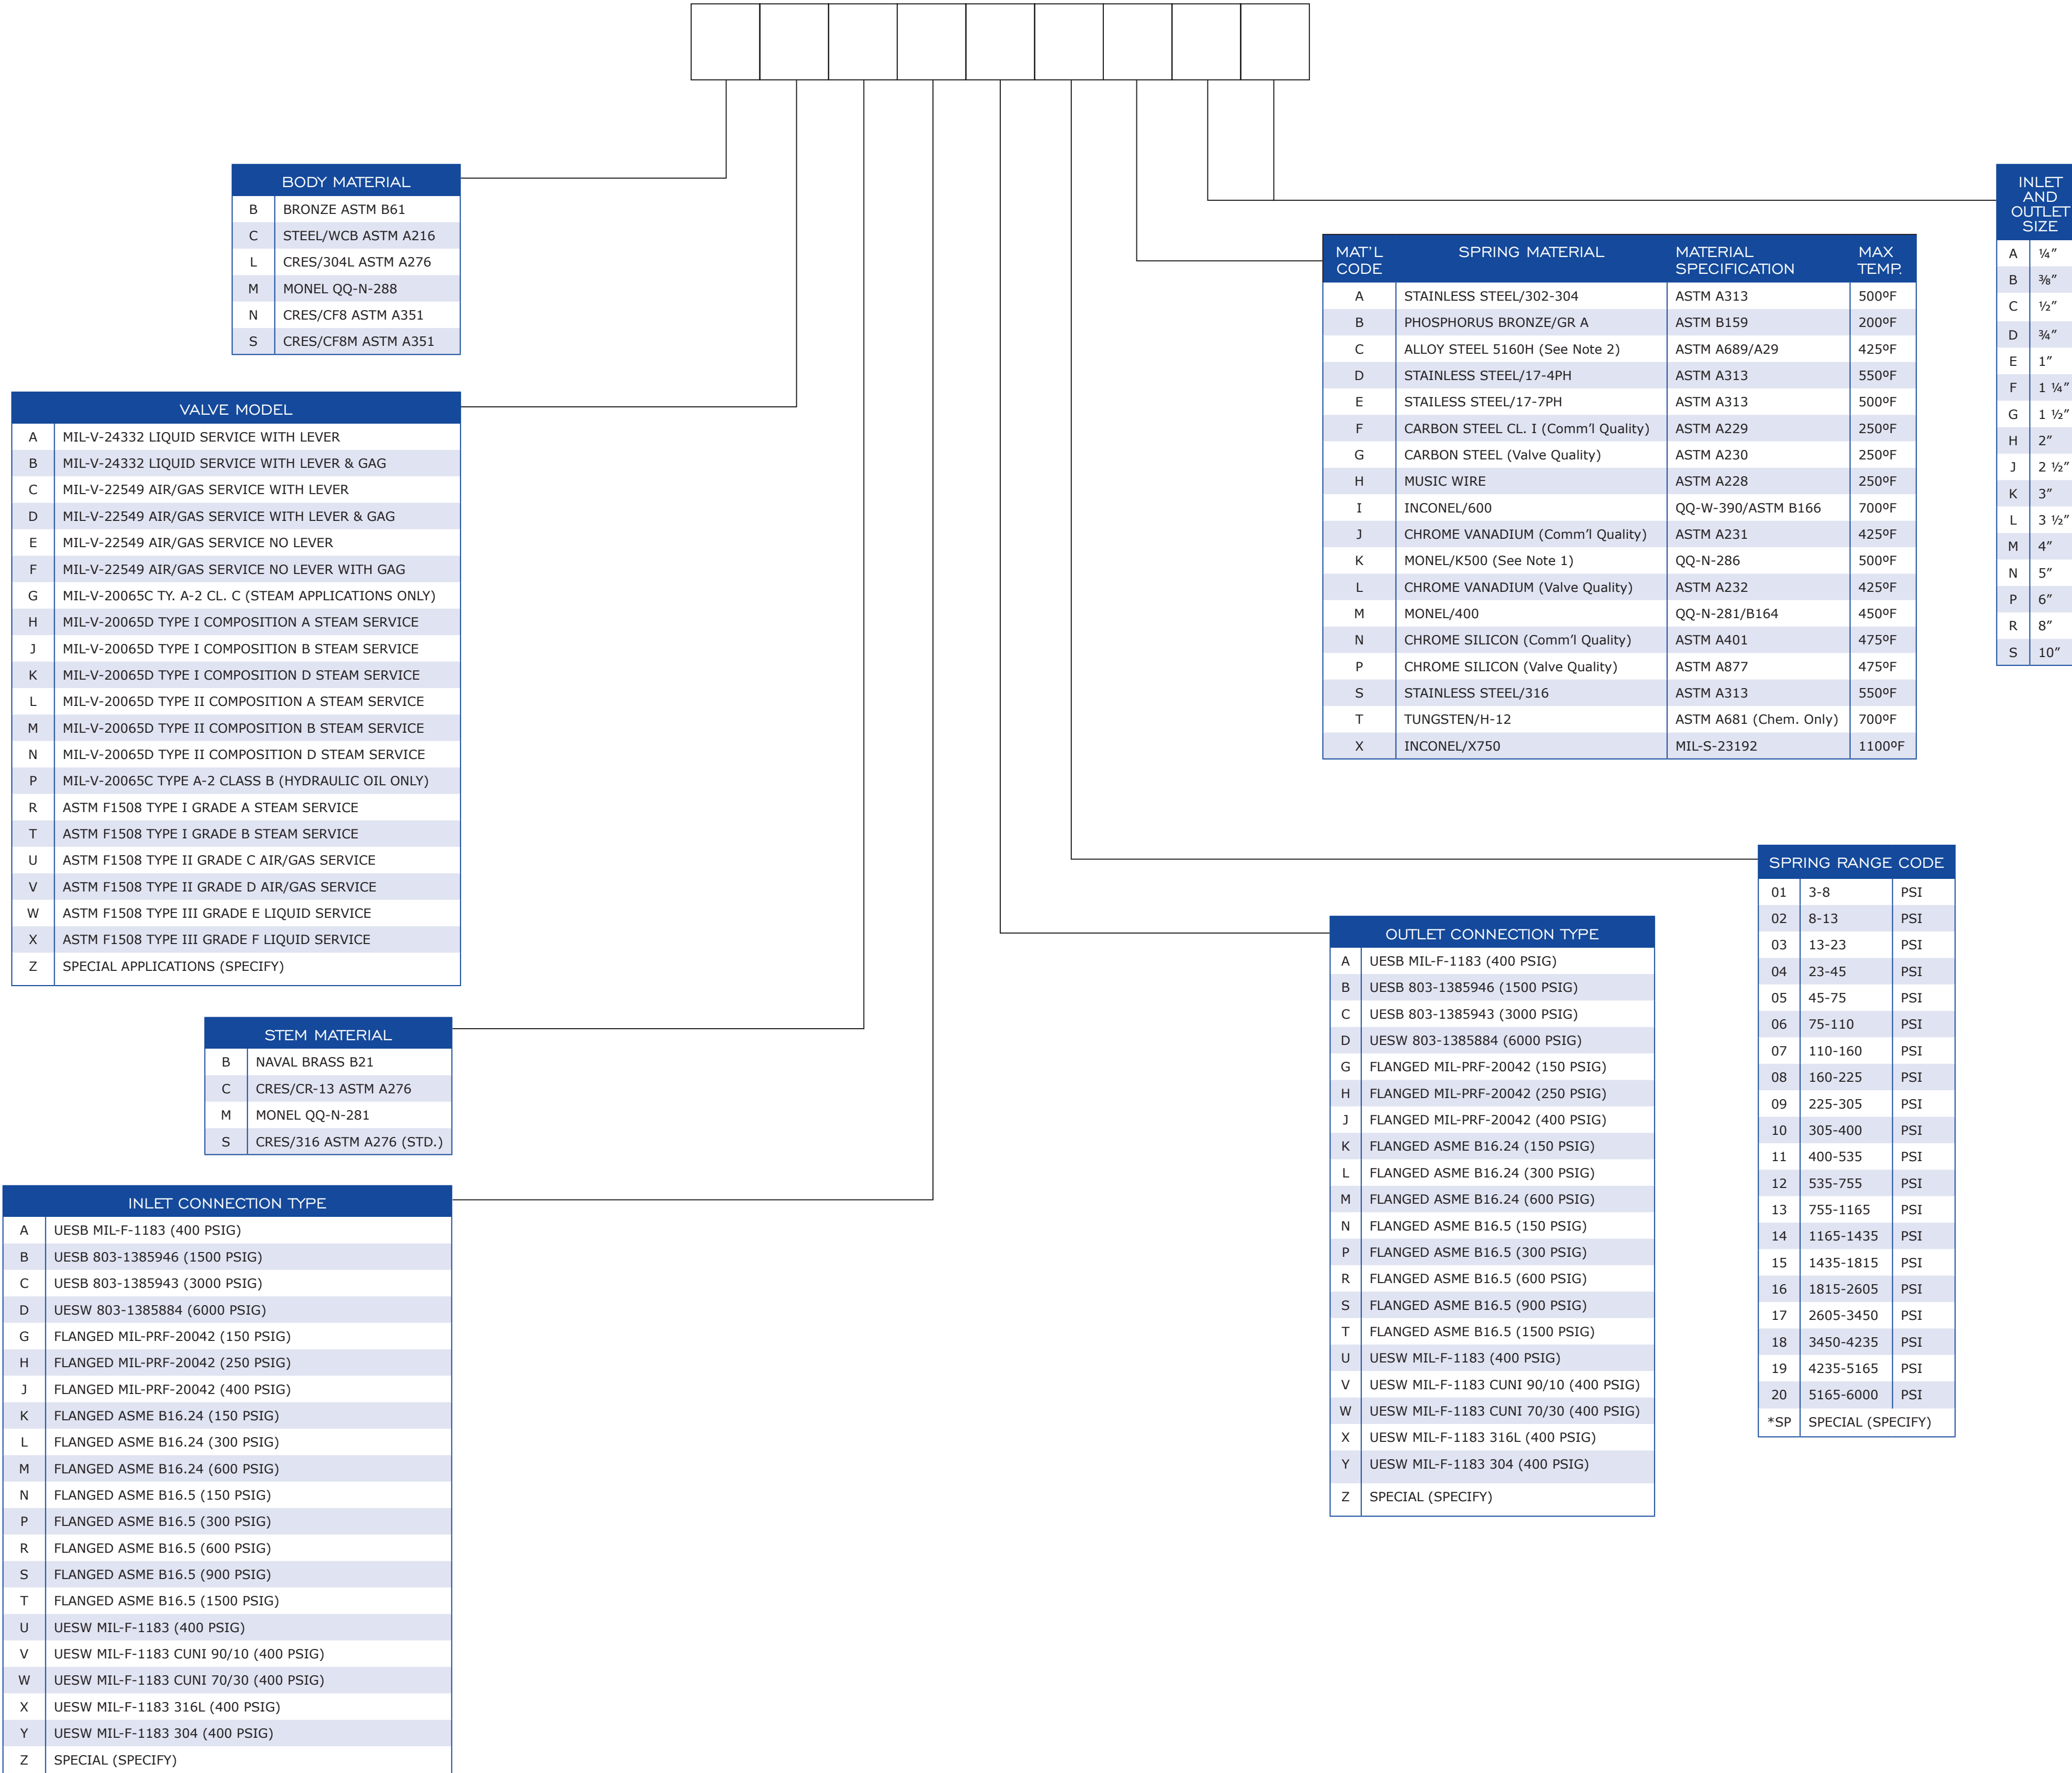 BODY MATERIAL
B BRONZE ASTM B61
C STEEL/WCB ASTM A216
L CRES/304L ASTM A276
M MONEL QQ-N-288
N CRES/CF8 ASTM A351
S CRES/CF8M ASTM A351
VALVE MODEL
A MIL-V-24332 LIQUID SERVICE WITH LEVER
B MIL-V-24332 LIQUID SERVICE WITH LEVER & GAG
C MIL-V-22549 AIR/GAS SERVICE WITH LEVER
D MIL-V-22549 AIR/GAS SERVICE WITH LEVER & GAG
E MIL-V-22549 AIR/GAS SERVICE NO LEVER
F MIL-V-22549 AIR/GAS SERVICE NO LEVER WITH GAG
G MIL-V-20065C TY. A-2 CL. C (STEAM APPLICATIONS ONLY)
H MIL-V-20065D TYPE I COMPOSITION A STEAM SERVICE
J MIL-V-20065D TYPE I COMPOSITION B STEAM SERVICE
K MIL-V-20065D TYPE I COMPOSITION D STEAM SERVICE
L MIL-V-20065D TYPE II COMPOSITION A STEAM SERVICE
M MIL-V-20065D TYPE II COMPOSITION B STEAM SERVICE
N MIL-V-20065D TYPE II COMPOSITION D STEAM SERVICE
P MIL-V-20065C TYPE A-2 CLASS B (HYDRAULIC OIL ONLY)
R ASTM F1508 TYPE I GRADE A STEAM SERVICE
T ASTM F1508 TYPE I GRADE B STEAM SERVICE
U ASTM F1508 TYPE II GRADE C AIR/GAS SERVICE
V ASTM F1508 TYPE II GRADE D AIR/GAS SERVICE
W ASTM F1508 TYPE III GRADE E LIQUID SERVICE
X ASTM F1508 TYPE III GRADE F LIQUID SERVICE
Z SPECIAL APPLICATIONS (SPECIFY)
STEM MATERIAL
B NAVAL BRASS B21
C CRES/CR-13 ASTM A276
M MONEL QQ-N-281
S CRES/316 ASTM A276 (STD.)
INLET CONNECTION TYPE
A UESB MIL-F-1183 (400 PSIG)
B UESB 803-1385946 (1500 PSIG)
C UESB 803-1385943 (3000 PSIG)
D UESW 803-1385884 (6000 PSIG)
G FLANGED MIL-PRF-20042 (150 PSIG)
H FLANGED MIL-PRF-20042 (250 PSIG)
J FLANGED MIL-PRF-20042 (400 PSIG)
K FLANGED ASME B16.24 (150 PSIG)
L FLANGED ASME B16.24 (300 PSIG)
M FLANGED ASME B16.24 (600 PSIG)
N FLANGED ASME B16.5 (150 PSIG)
P FLANGED ASME B16.5 (300 PSIG)
R FLANGED ASME B16.5 (600 PSIG)
S FLANGED ASME B16.5 (900 PSIG)
T FLANGED ASME B16.5 (1500 PSIG)
U UESW MIL-F-1183 (400 PSIG)
V UESW MIL-F-1183 CUNI 90/10 (400 PSIG)
W UESW MIL-F-1183 CUNI 70/30 (400 PSIG)
X UESW MIL-F-1183 316L (400 PSIG)
Y UESW MIL-F-1183 304 (400 PSIG)
Z SPECIAL (SPECIFY)
OUTLET CONNECTION TYPE
A UESB MIL-F-1183 (400 PSIG)
B UESB 803-1385946 (1500 PSIG)
C UESB 803-1385943 (3000 PSIG)
D UESW 803-1385884 (6000 PSIG)
G FLANGED MIL-PRF-20042 (150 PSIG)
H FLANGED MIL-PRF-20042 (250 PSIG)
J FLANGED MIL-PRF-20042 (400 PSIG)
K FLANGED ASME B16.24 (150 PSIG)
L FLANGED ASME B16.24 (300 PSIG)
M FLANGED ASME B16.24 (600 PSIG)
N FLANGED ASME B16.5 (150 PSIG)
P FLANGED ASME B16.5 (300 PSIG)
R FLANGED ASME B16.5 (600 PSIG)
S FLANGED ASME B16.5 (900 PSIG)
T FLANGED ASME B16.5 (1500 PSIG)
U UESW MIL-F-1183 (400 PSIG)
V UESW MIL-F-1183 CUNI 90/10 (400 PSIG)
W UESW MIL-F-1183 CUNI 70/30 (400 PSIG)
X UESW MIL-F-1183 316L (400 PSIG)
Y UESW MIL-F-1183 304 (400 PSIG)
Z SPECIAL (SPECIFY)
SPRING RANGE CODE
01 3-8 PSI
02 8-13 PSI
03 13-23 PSI
04 23-45 PSI
05 45-75 PSI
06 75-110 PSI
07 110-160 PSI
08 160-225 PSI
09 225-305 PSI
10 305-400 PSI
11 400-535 PSI
12 535-755 PSI
13 755-1165 PSI
14 1165-1435 PSI
15 1435-1815 PSI
16 1815-2605 PSI
17 2605-3450 PSI
18 3450-4235 PSI
19 4235-5165 PSI
20 5165-6000 PSI
*SP SPECIAL (SPECIFY)
MAT'L CODE SPRING MATERIAL MATERIAL SPECIFICATION MAX TEMP.
A STAINLESS STEEL/302-304 ASTM A313 500ºF
B PHOSPHORUS BRONZE/GR A ASTM B159 200ºF
C ALLOY STEEL 5160H (See Note 2) ASTM A689/A29 425ºF
D STAINLESS STEEL/17-4PH ASTM A313 550ºF
E STAILESS STEEL/17-7PH ASTM A313 500ºF
F CARBON STEEL CL. I (Comm'l Quality) ASTM A229 250ºF
G CARBON STEEL (Valve Quality) ASTM A230 250ºF
H MUSIC WIRE ASTM A228 250ºF
I INCONEL/600 QQ-W-390/ASTM B166 700ºF
J CHROME VANADIUM (Comm'l Quality) ASTM A231 425ºF
K MONEL/K500 (See Note 1) QQ-N-286 500ºF
L CHROME VANADIUM (Valve Quality) ASTM A232 425ºF
M MONEL/400 QQ-N-281/B164 450ºF
N CHROME SILICON (Comm'l Quality) ASTM A401 475ºF
P CHROME SILICON (Valve Quality) ASTM A877 475ºF
S STAINLESS STEEL/316 ASTM A313 550ºF
T TUNGSTEN/H-12 ASTM A681 (Chem. Only) 700ºF
X INCONEL/X750 MIL-S-23192 1100ºF
INLET
AND
OUTLET
SIZE
A ¼″
B ⅜″
C ½″
D ¾″
E 1″
F 1 ¼″
G 1 ½″
H 2″
J 2 ½″
K 3″
L 3 ½″
M 4″
N 5″
P 6″
R 8″
S 10″